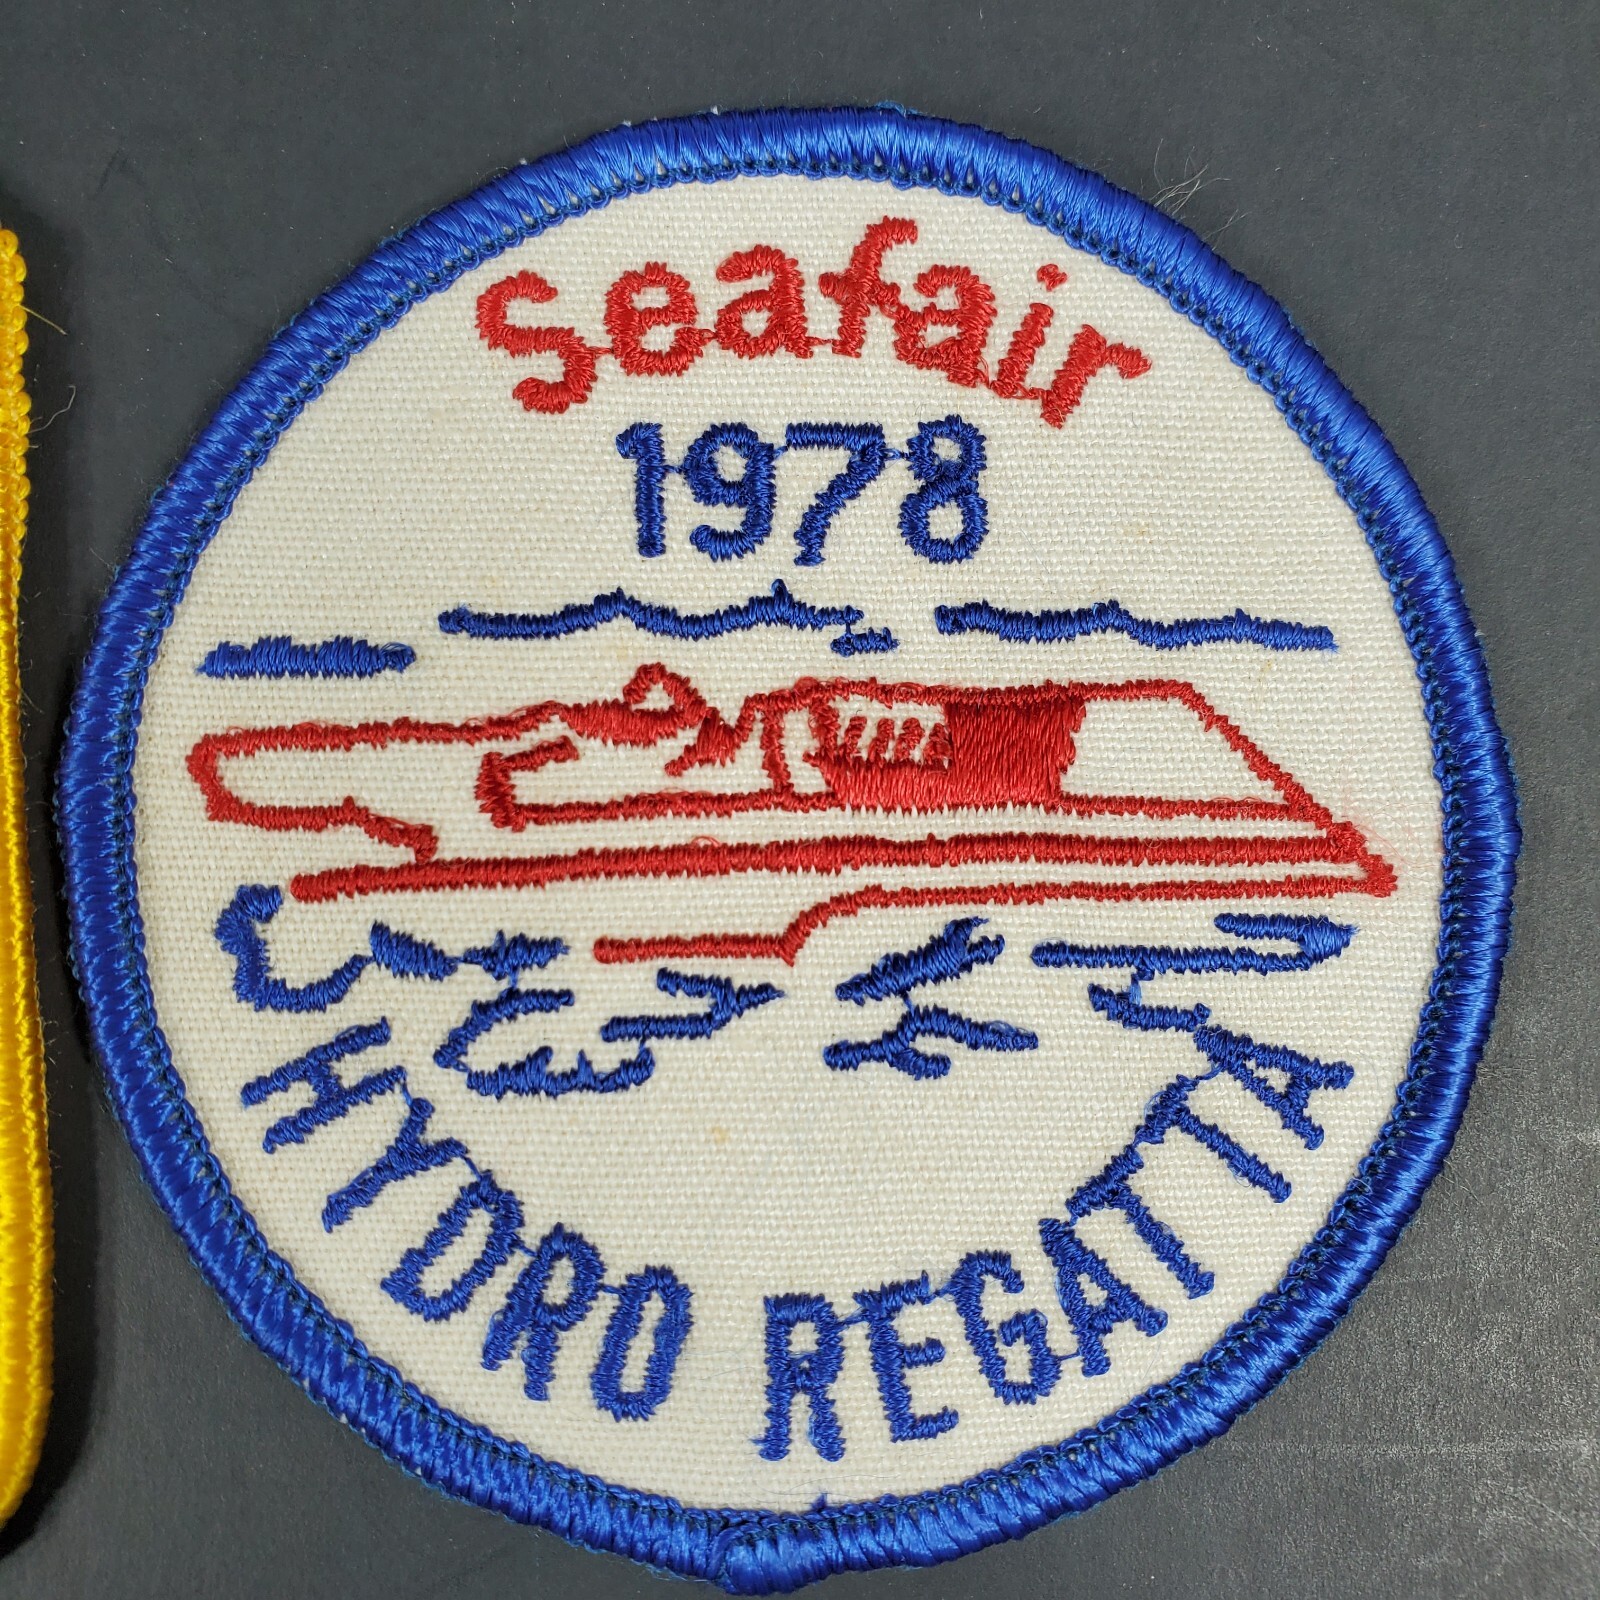 Seafair
1978
HYDRO REGATTA